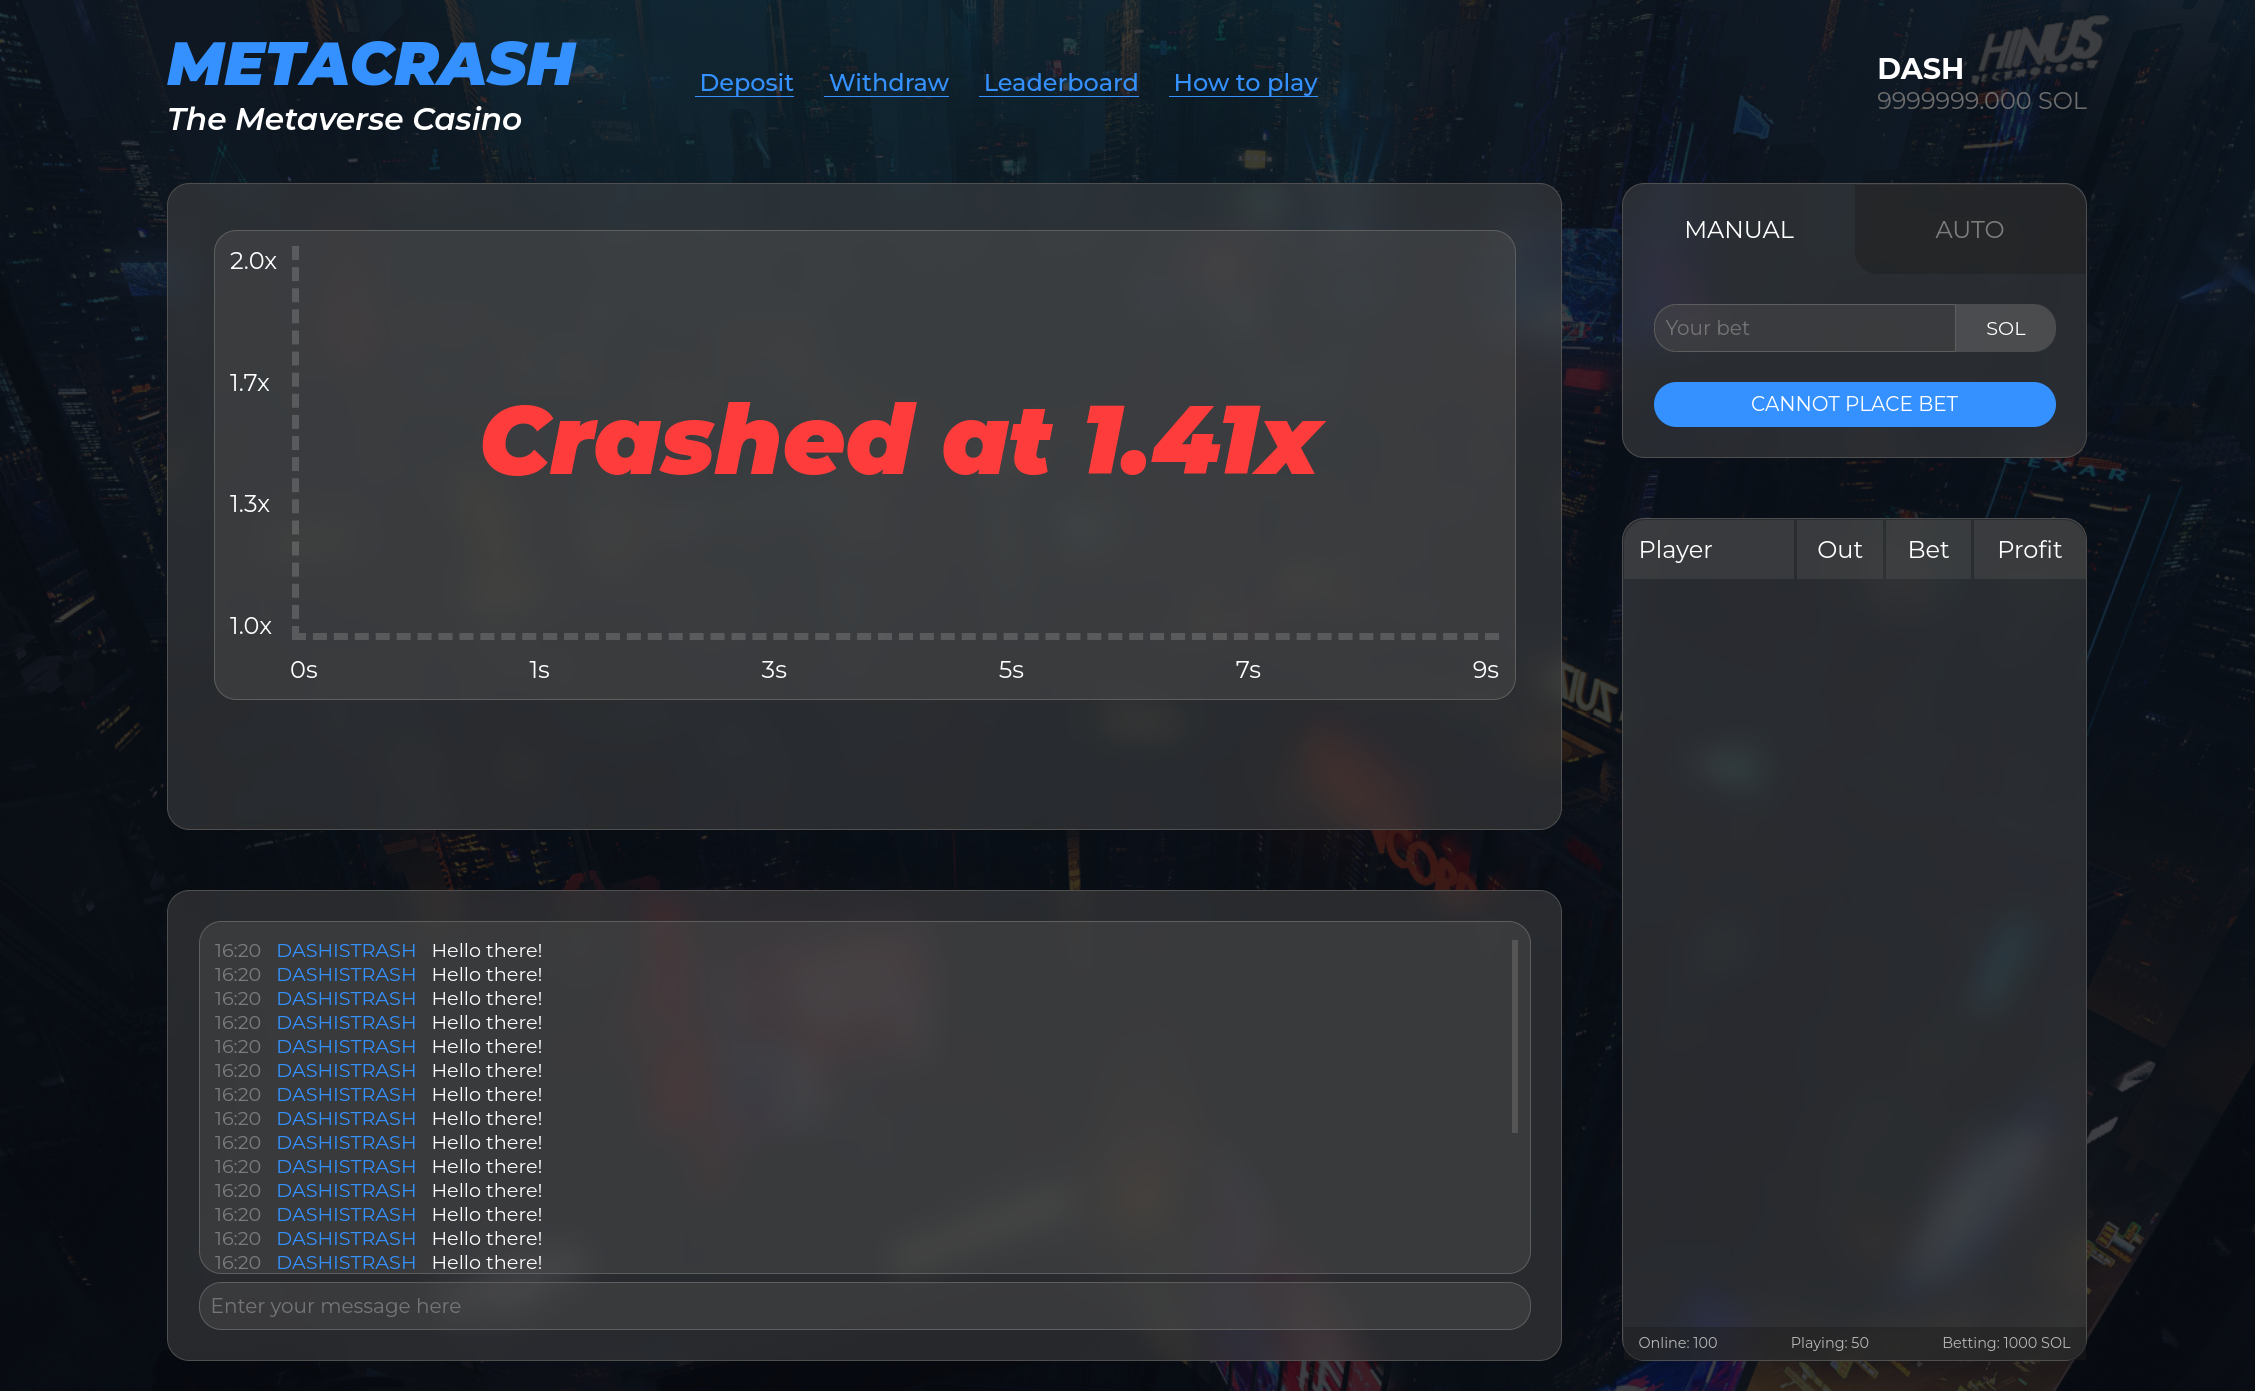 METACRASH
The Metaverse Casino
Deposit Withdraw Leaderboard How to play
HINUS
TECHNOLOGY
DASH
9999999.000 SOL
2.0x
1.7x
1.3x
1.0x
0s 1s 3s 5s 7s 9s
Crashed at 1.41x
MANUAL AUTO
Your bet SOL
CANNOT PLACE BET
LEXAR
Player Out Bet Profit
Online: 100 Playing: 50 Betting: 1000 SOL
16:20 DASHISTRASH Hello there!
16:20 DASHISTRASH Hello there!
16:20 DASHISTRASH Hello there!
16:20 DASHISTRASH Hello there!
16:20 DASHISTRASH Hello there!
16:20 DASHISTRASH Hello there!
16:20 DASHISTRASH Hello there!
16:20 DASHISTRASH Hello there!
16:20 DASHISTRASH Hello there!
16:20 DASHISTRASH Hello there!
16:20 DASHISTRASH Hello there!
16:20 DASHISTRASH Hello there!
16:20 DASHISTRASH Hello there!
16:20 DASHISTRASH Hello there!
Enter your message here